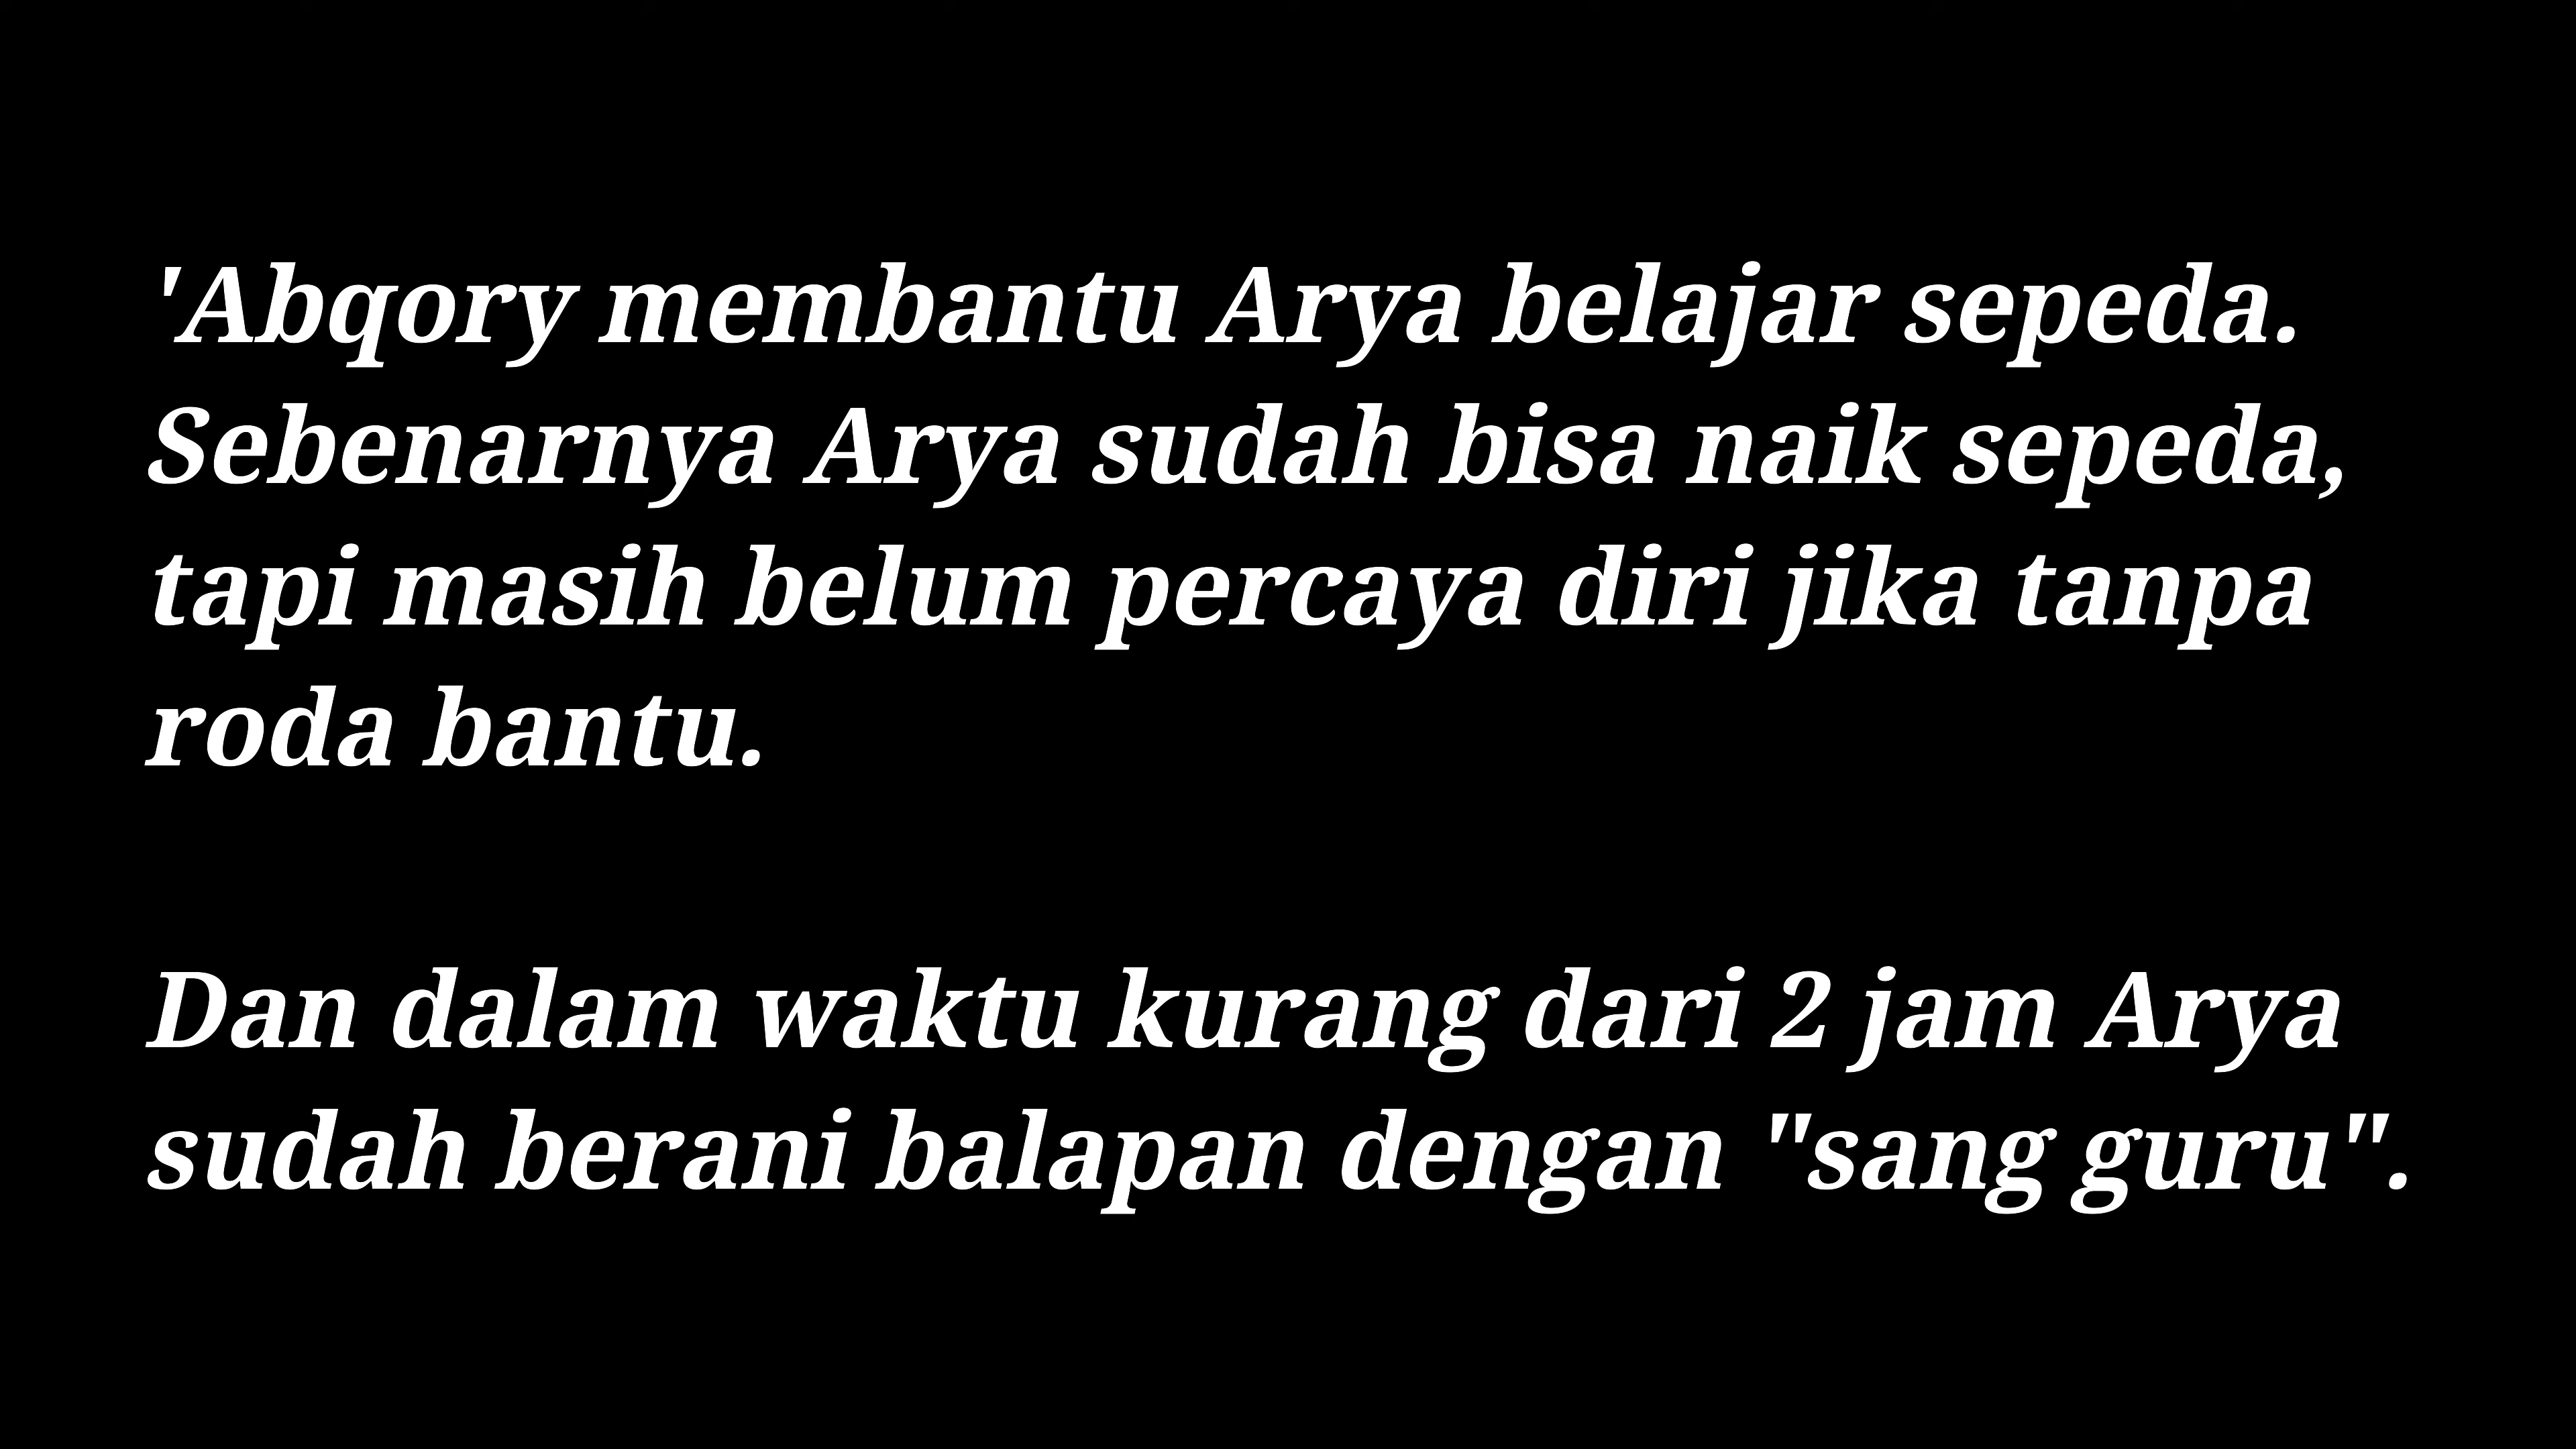 'Abqory membantu Arya belajar sepeda.
Sebenarnya Arya sudah bisa naik sepeda,
tapi masih belum percaya diri jika tanpa
roda bantu.
Dan dalam waktu kurang dari 2 jam Arya
sudah berani balapan dengan "sang guru".